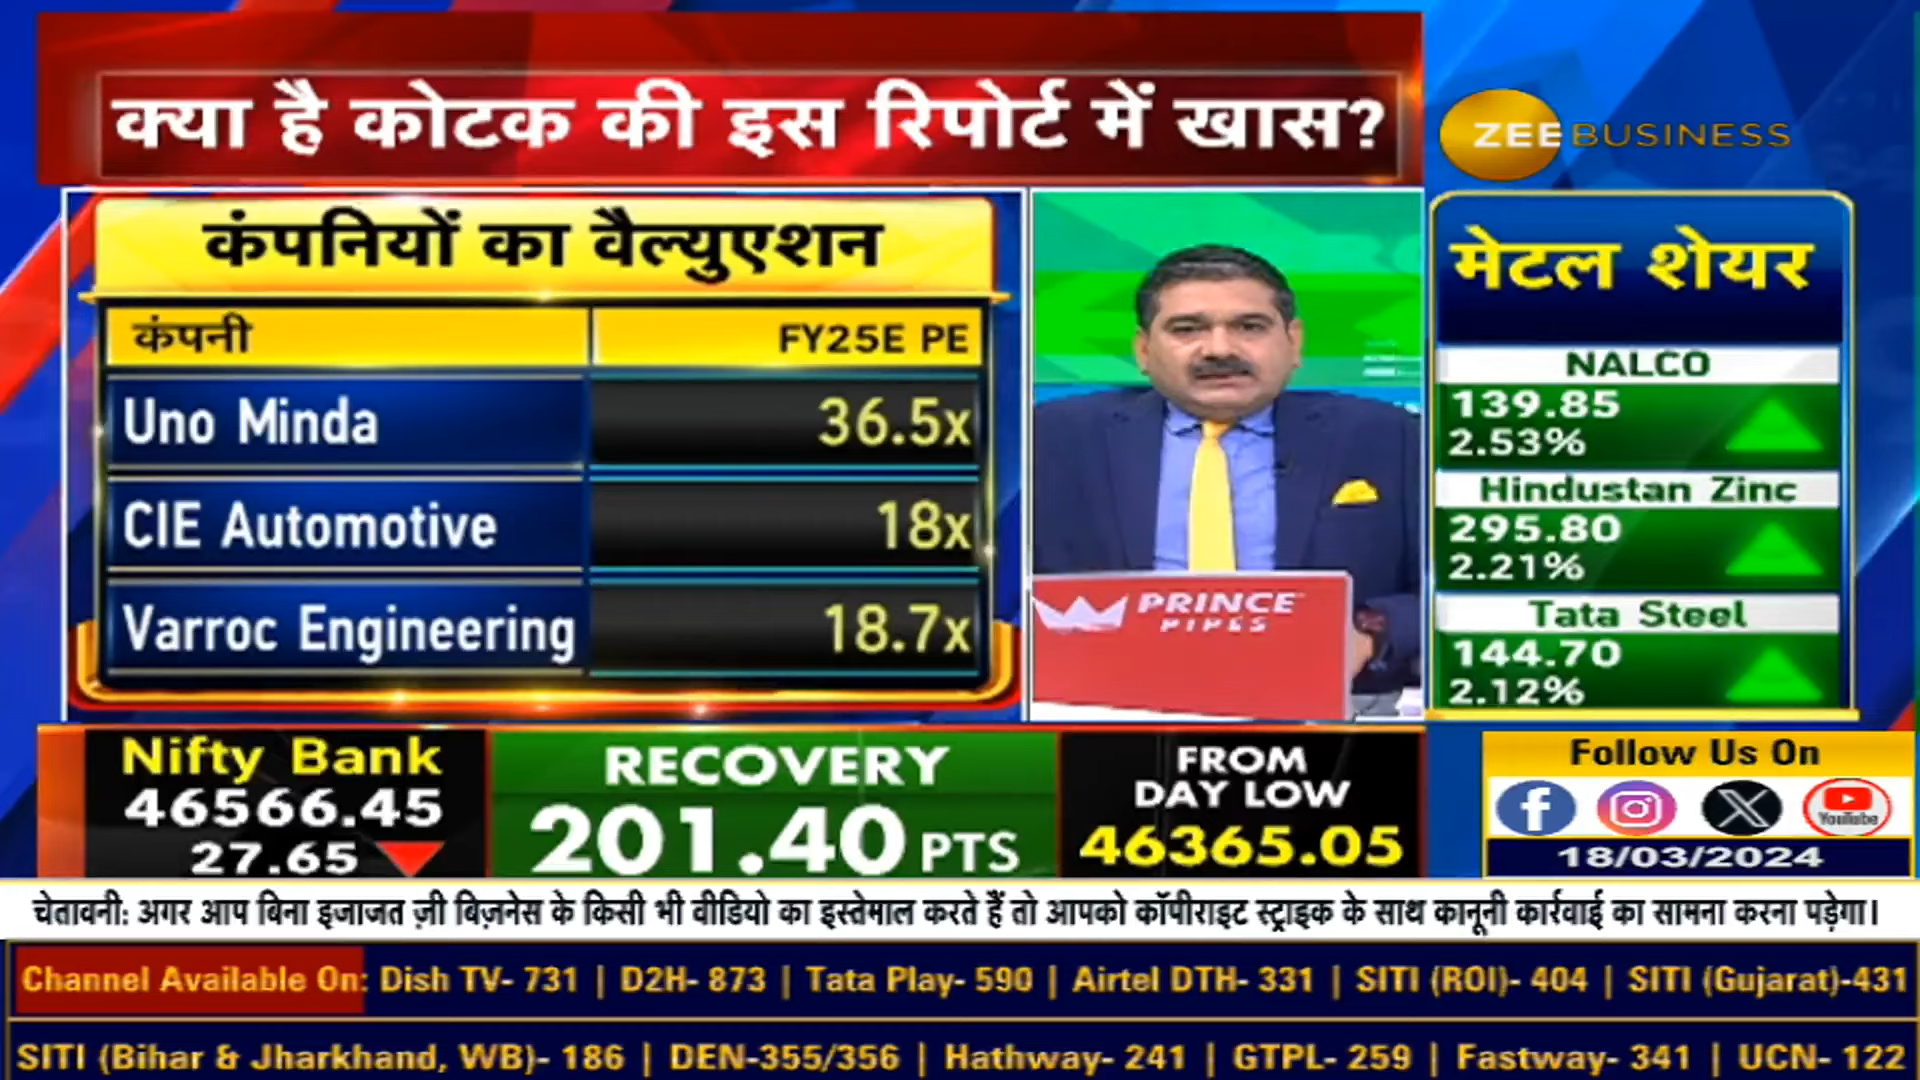 क्या है कोटक की इस रिपोर्ट में खास?
ZEE BUSINESS
कंपनियों का वैल्युएशन
कंपनी FY25E PE
Uno Minda 36.5x
CIE Automotive 18x
Varroc Engineering 18.7x
PRINCE
PIPES
मेटल शेयर
NALCO
139.85
2.53%
Hindustan Zinc
295.80
2.21%
Tata Steel
144.70
2.12%
Nifty Bank
46566.45
27.65
RECOVERY
201.40 PTS
FROM
DAY LOW
46365.05
Follow Us On
YouTube
18/03/2024
चेतावनी: अगर आप बिना इजाजत ज़ी बिज़नेस के किसी भी वीडियो का इस्तेमाल करते हैं तो आपको कॉपीराइट स्ट्राइक के साथ कानूनी कार्रवाई का सामना करना पड़ेगा।
Channel Available On: Dish TV- 731 | D2H- 873 | Tata Play- 590 | Airtel DTH- 331 | SITI (ROI)- 404 | SITI (Gujarat)-431
SITI (Bihar & Jharkhand, WB)- 186 | DEN-355/356 | Hathway- 241 | GTPL- 259 | Fastway- 341 | UCN- 122